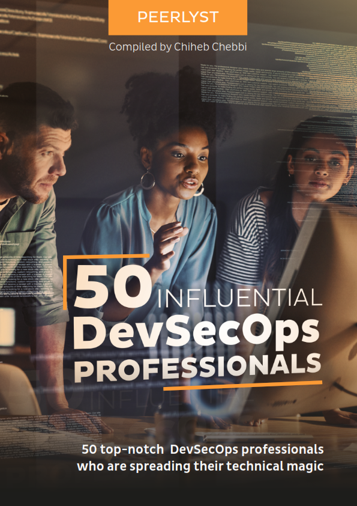 PEERLYST
Compiled by Chiheb Chebbi
50 INFLUENTIAL
DevSecOps
PROFESSIONALS
50 top-notch DevSecOps professionals
who are spreading their technical magic